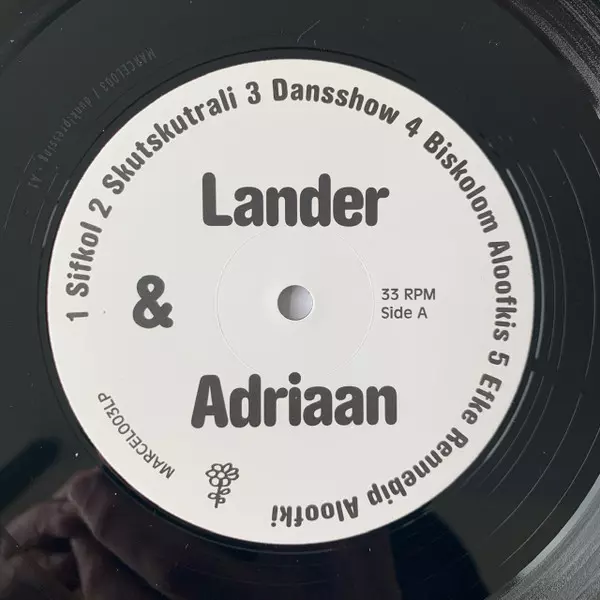 1 Sifkol 2 Skutskutrali 3 Dansshow 4 Biskolom Aloofkis 5 Efke Rennebip Aloofki
Lander
&
33 RPM
Side A
Adriaan
MARCEL003LP
MARCEL003